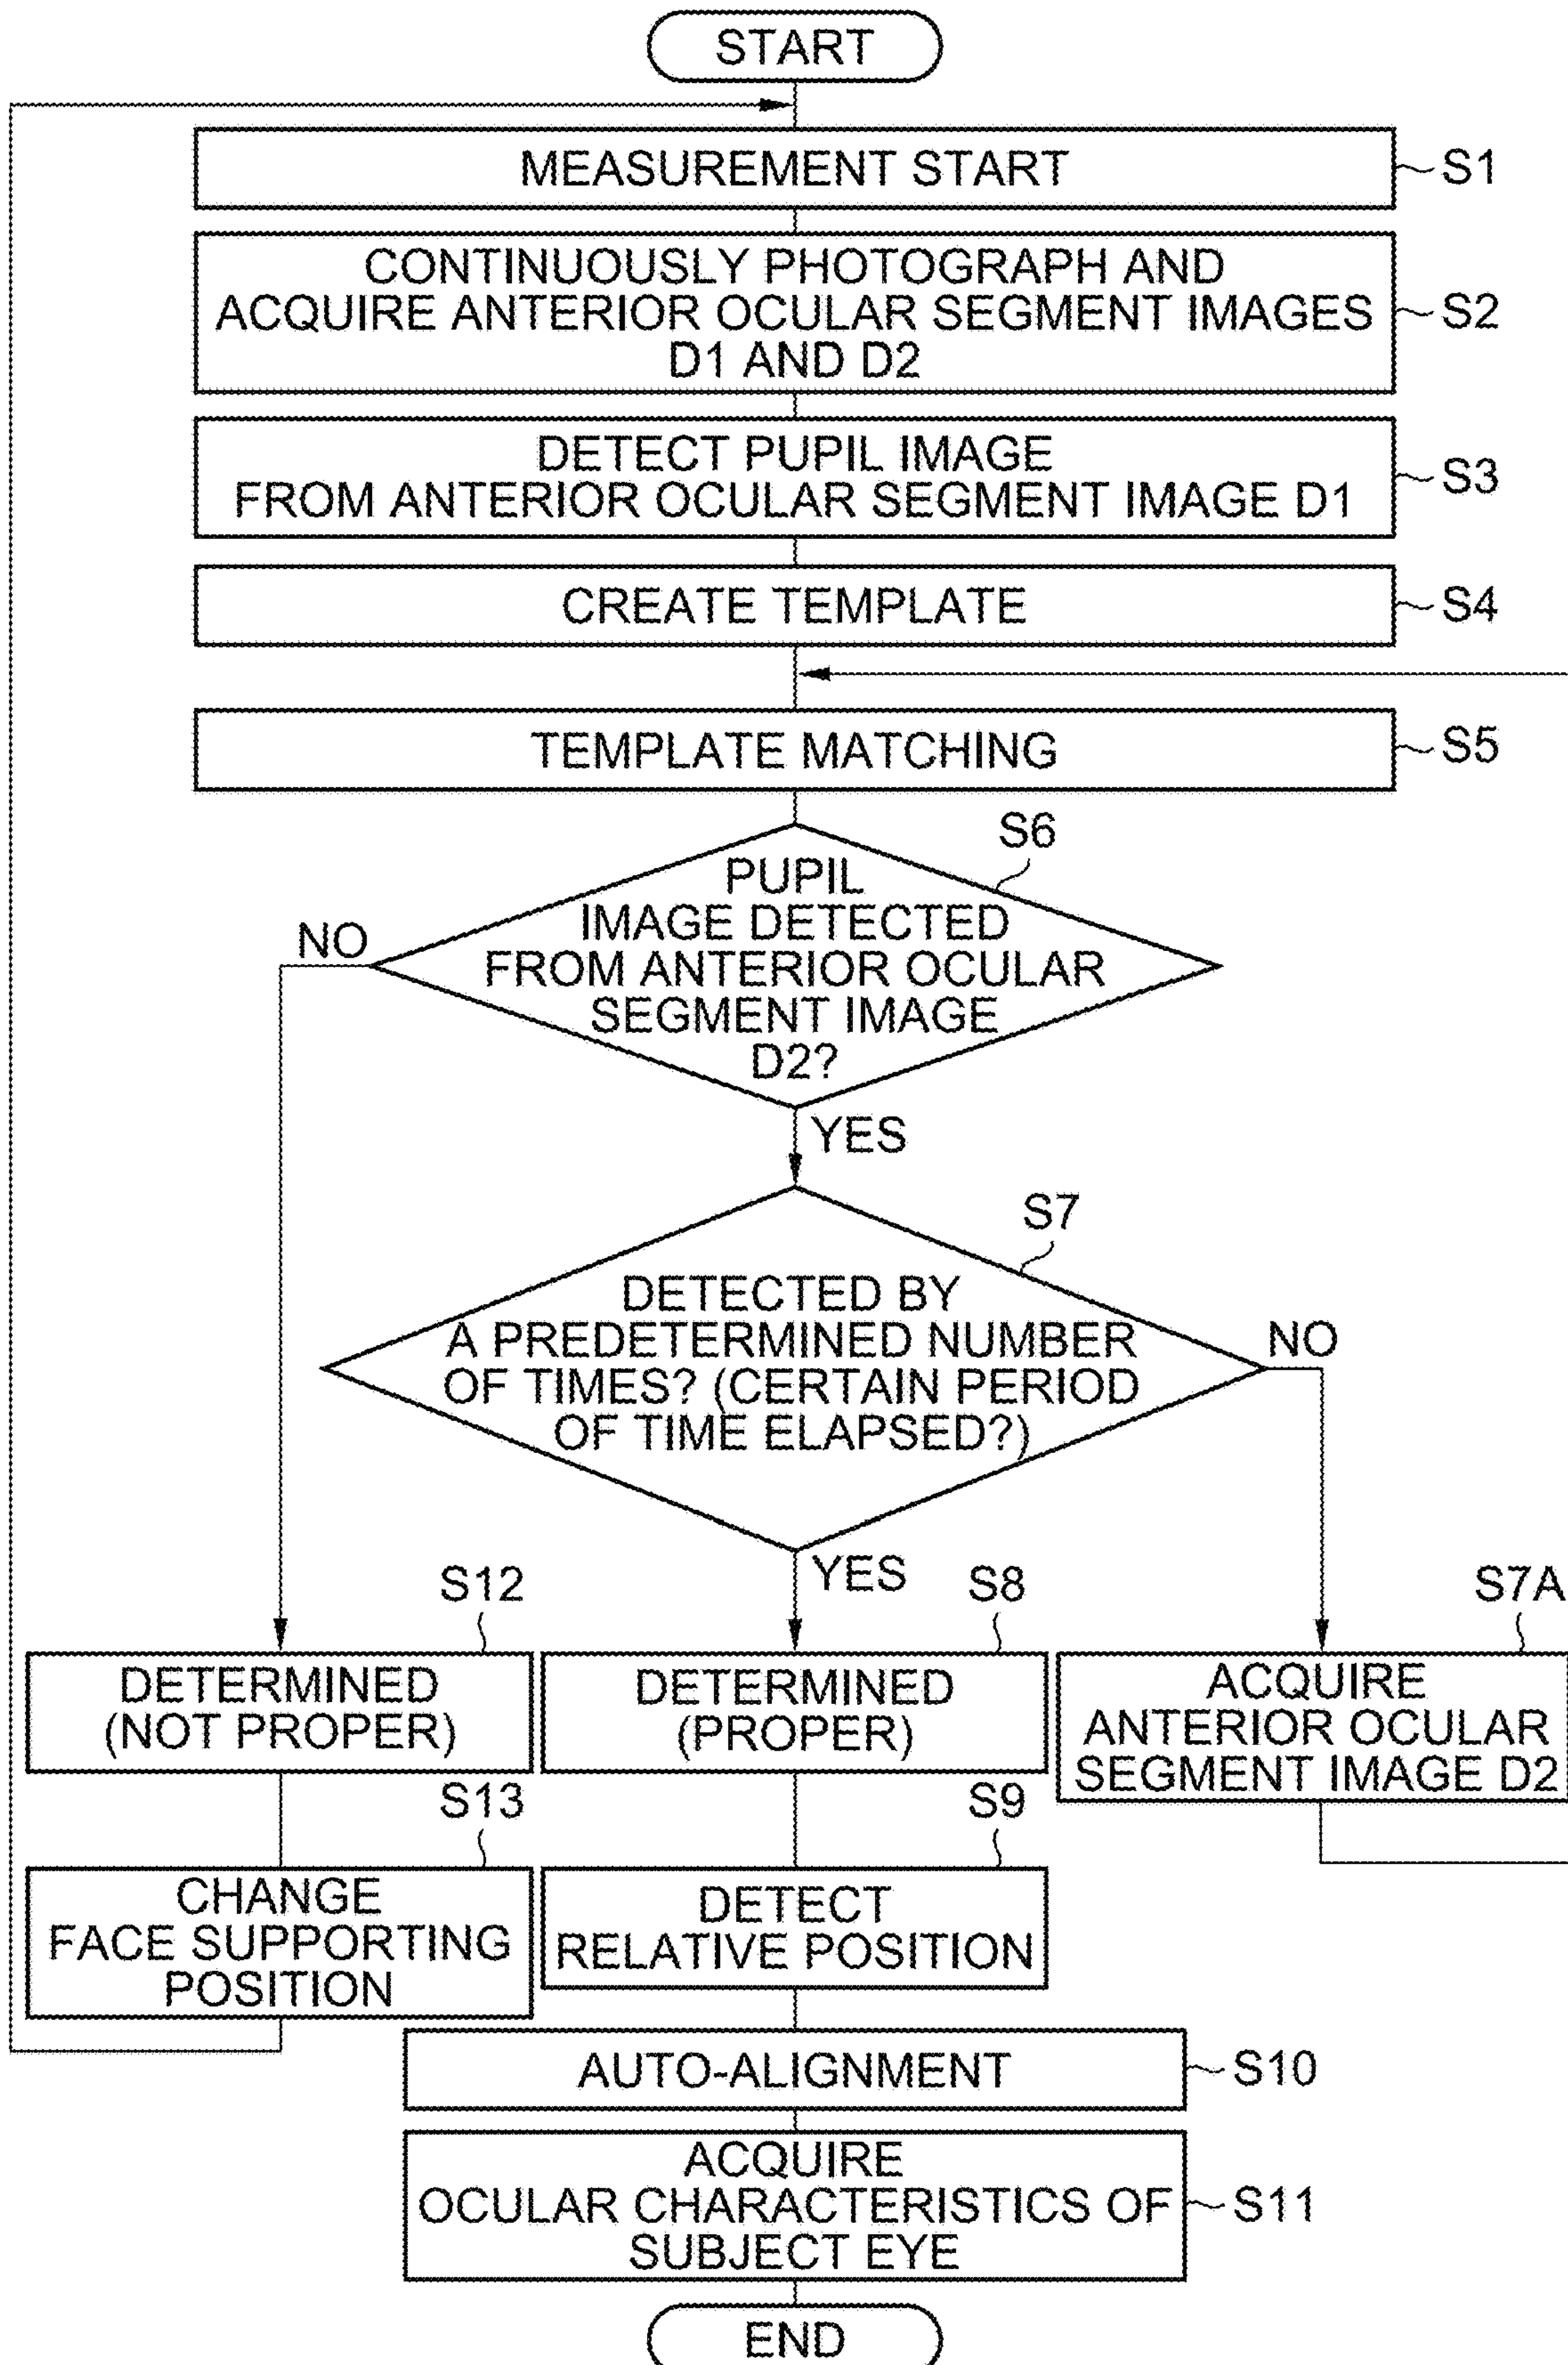 START
MEASUREMENT START
S1
CONTINUOUSLY PHOTOGRAPH AND
ACQUIRE ANTERIOR OCULAR SEGMENT IMAGES
D1 AND D2
S2
DETECT PUPIL IMAGE
FROM ANTERIOR OCULAR SEGMENT IMAGE D1
S3
CREATE TEMPLATE
S4
TEMPLATE MATCHING
S5
S6
PUPIL
IMAGE DETECTED
FROM ANTERIOR OCULAR
SEGMENT IMAGE
D2?
NO
YES
S7
DETECTED BY
A PREDETERMINED NUMBER
OF TIMES? (CERTAIN PERIOD
OF TIME ELAPSED?)
NO
YES
S12
DETERMINED
(NOT PROPER)
S8
DETERMINED
(PROPER)
S7A
ACQUIRE
ANTERIOR OCULAR
SEGMENT IMAGE D2
S13
CHANGE
FACE SUPPORTING
POSITION
S9
DETECT
RELATIVE POSITION
AUTO-ALIGNMENT
S10
ACQUIRE
OCULAR CHARACTERISTICS OF
SUBJECT EYE
S11
END